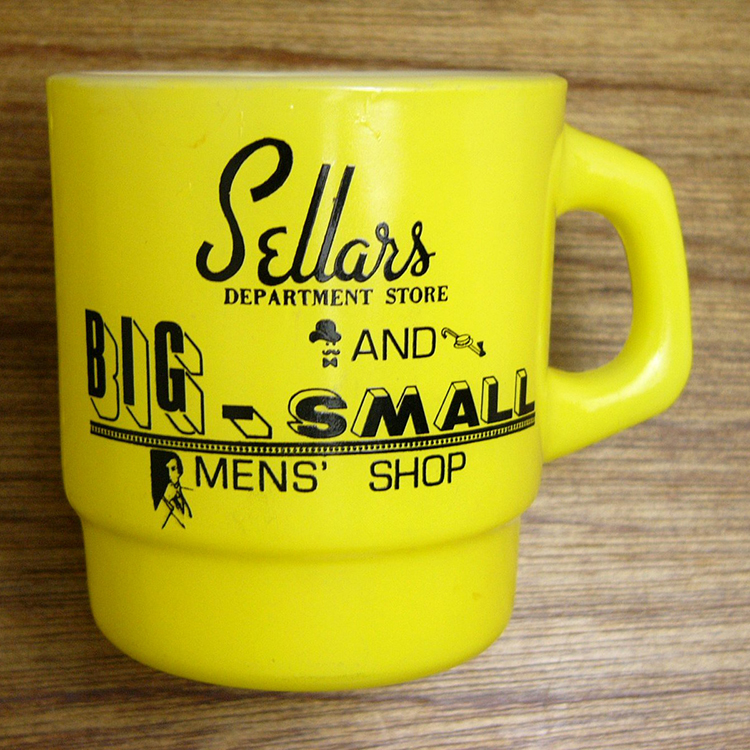 Sellars
DEPARTMENT STORE
AND
BIG-SMALL
MENS' SHOP